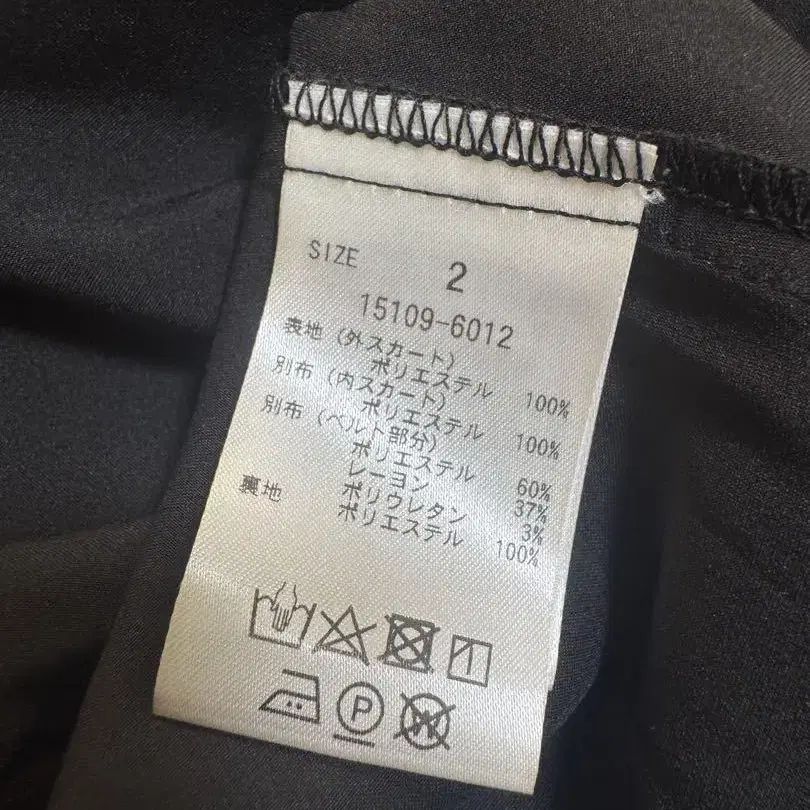 SIZE 2
15109-6012
表地 (外スカート)
ポリエステル 100%
別布 (内スカート)
ポリエステル 100%
別布 (ベルト部分)
ポリエステル 60%
レーヨン 37%
ポリウレタン 3%
裏地 ポリエステル 100%
P
W